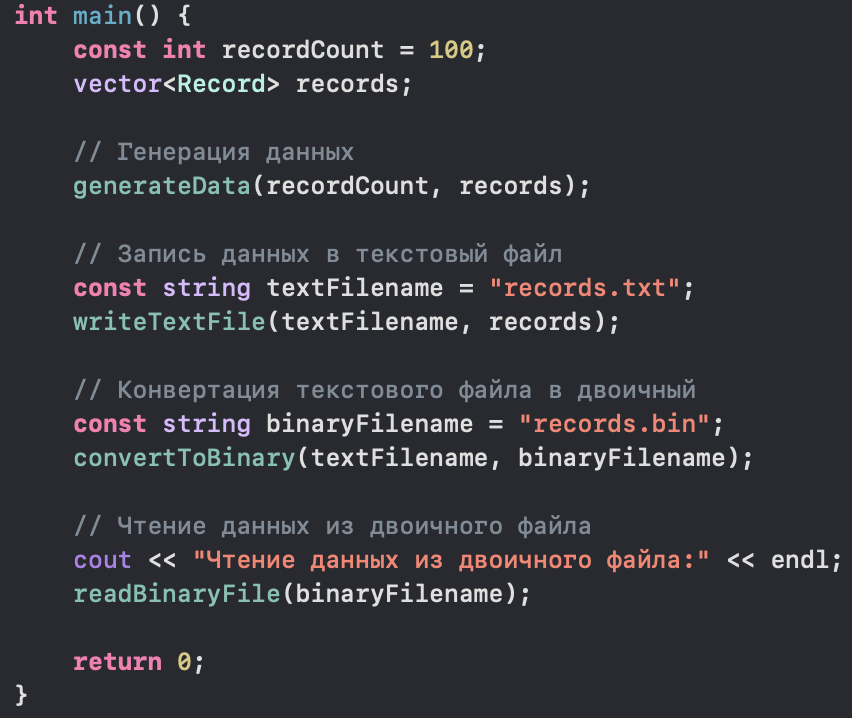 int main() {
    const int recordCount = 100;
    vector<Record> records;

    // Генерация данных
    generateData(recordCount, records);

    // Запись данных в текстовый файл
    const string textFilename = "records.txt";
    writeTextFile(textFilename, records);

    // Конвертация текстового файла в двоичный
    const string binaryFilename = "records.bin";
    convertToBinary(textFilename, binaryFilename);

    // Чтение данных из двоичного файла
    cout << "Чтение данных из двоичного файла:" << endl;
    readBinaryFile(binaryFilename);

    return 0;
}